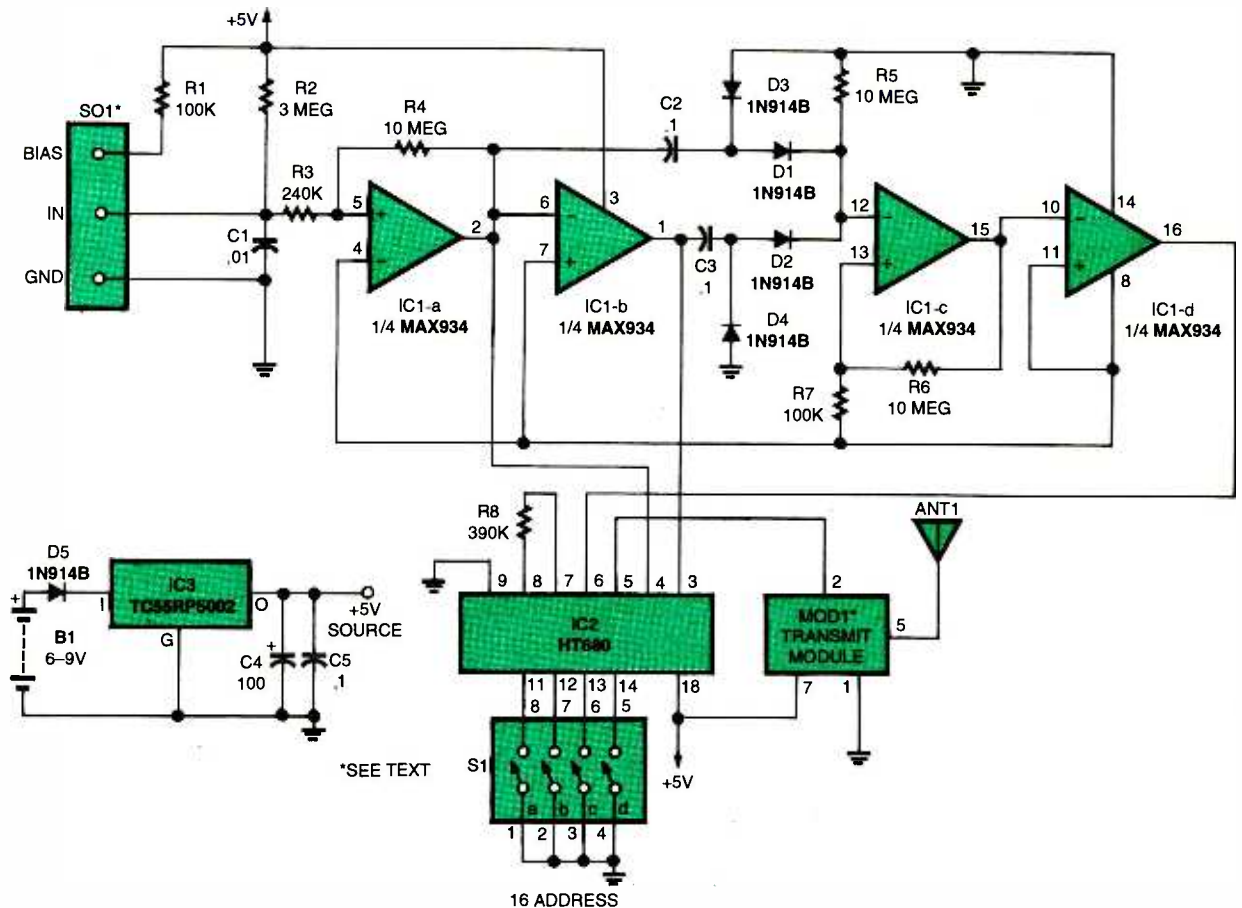 +5V
SO1*
BIAS
IN
GND
R1
100K
R2
3 MEG
R3
240K
R4
10 MEG
C1
.01
5
+
4
−
2
IC1-a
1/4 MAX934
6
−
7
+
3
1
IC1-b
1/4 MAX934
C2
.1
C3
.1
D3
1N914B
D1
1N914B
D2
1N914B
D4
1N914B
R5
10 MEG
12
−
13
+
15
IC1-c
1/4 MAX934
10
−
11
+
14
16
8
IC1-d
1/4 MAX934
R6
10 MEG
R7
100K
R8
390K
ANT1
D5
1N914B
I
IC3
TC55RP5002
O
G
+
B1
6–9V
+
C4
100
C5
.1
+5V
SOURCE
9 8 7 6 5 4 3
IC2
HT680
11 12 13 14 18
2
MOD1*
TRANSMIT
MODULE
5
7 1
8 7 6 5
S1
a b c d
1 2 3 4
+5V
*SEE TEXT
16 ADDRESS